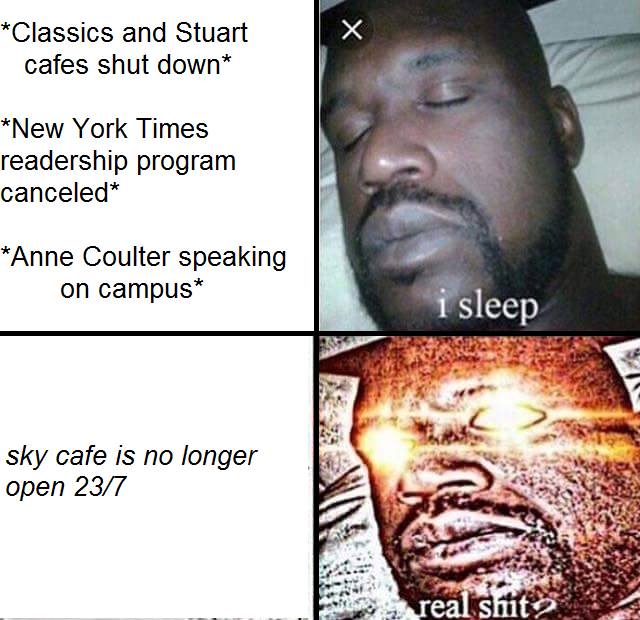 *Classics and Stuart
cafes shut down*
*New York Times
readership program
canceled*
*Anne Coulter speaking
on campus*
i sleep
sky cafe is no longer
open 23/7
real shit?